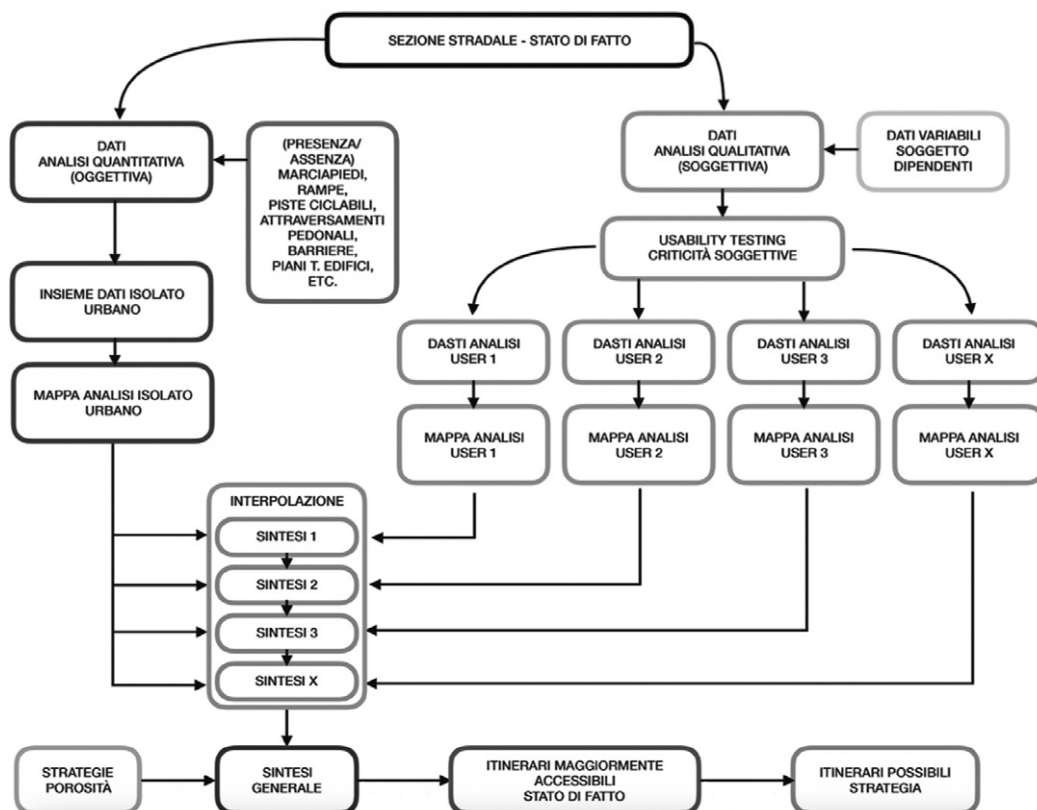 SEZIONE STRADALE - STATO DI FATTO
DATI
ANALISI QUANTITATIVA
(OGGETTIVA)
(PRESENZA/
ASSENZA)
MARCIAPIEDI,
RAMPE,
PISTE CICLABILI,
ATTRAVERSAMENTI
PEDONALI,
BARRIERE,
PIANI T. EDIFICI,
ETC.
DATI
ANALISI QUALITATIVA
(SOGGETTIVA)
DATI VARIABILI
SOGGETTO
DIPENDENTI
USABILITY TESTING
CRITICITÀ SOGGETTIVE
INSIEME DATI ISOLATO
URBANO
DASTI ANALISI
USER 1
DASTI ANALISI
USER 2
DASTI ANALISI
USER 3
DASTI ANALISI
USER X
MAPPA ANALISI ISOLATO
URBANO
MAPPA ANALISI
USER 1
MAPPA ANALISI
USER 2
MAPPA ANALISI
USER 3
MAPPA ANALISI
USER X
INTERPOLAZIONE
SINTESI 1
SINTESI 2
SINTESI 3
SINTESI X
STRATEGIE
POROSITÀ
SINTESI
GENERALE
ITINERARI MAGGIORMENTE
ACCESSIBILI
STATO DI FATTO
ITINERARI POSSIBILI
STRATEGIA